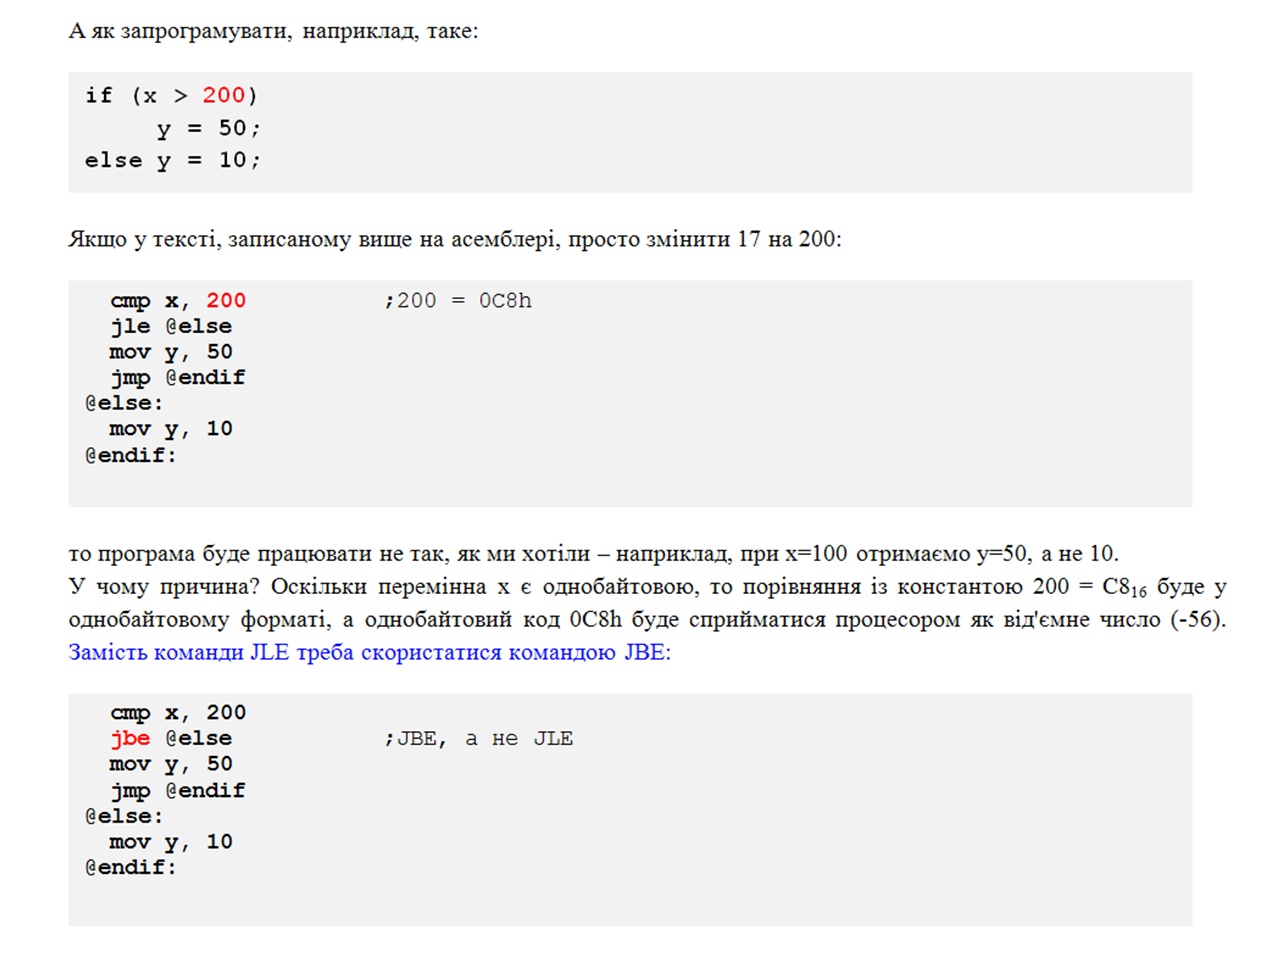 А як запрограмувати, наприклад, таке:
if (x > 200)
y = 50;
else y = 10;
Якщо у тексті, записаному вище на асемблері, просто змінити 17 на 200:
cmp x, 200 ;200 = 0C8h
jle @else
mov y, 50
jmp @endif
@else:
mov y, 10
@endif:
то програма буде працювати не так, як ми хотіли – наприклад, при x=100 отримаємо y=50, а не 10.
У чому причина? Оскільки перемінна x є однобайтовою, то порівняння із константою 200 = C8₁₆ буде у
однобайтовому форматі, а однобайтовий код 0C8h буде сприйматися процесором як від'ємне число (-56).
Замість команди JLE треба скористатися командою JBE:
cmp x, 200
jbe @else ;JBE, а не JLE
mov y, 50
jmp @endif
@else:
mov y, 10
@endif: